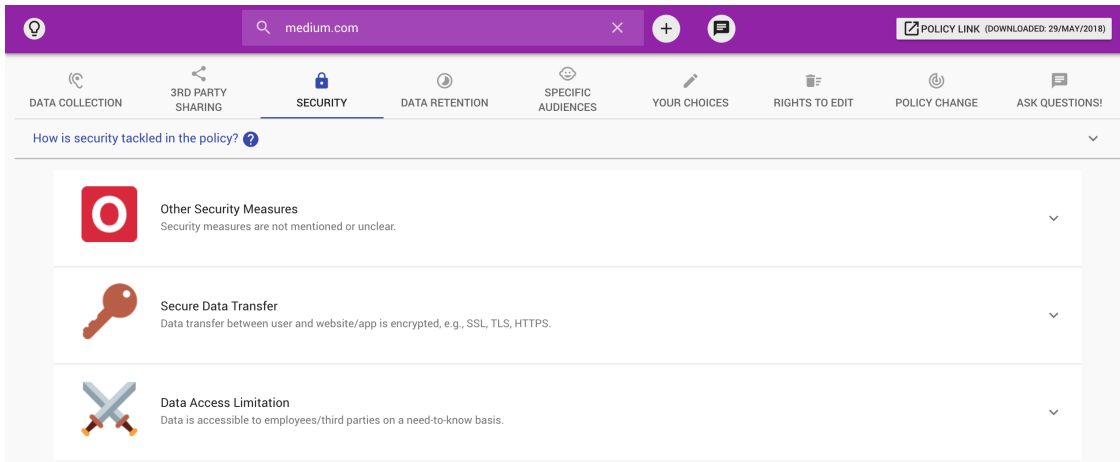 medium.com
POLICY LINK (DOWNLOADED: 29/MAY/2018)
DATA COLLECTION
3RD PARTY
SHARING
SECURITY
DATA RETENTION
SPECIFIC
AUDIENCES
YOUR CHOICES
RIGHTS TO EDIT
POLICY CHANGE
ASK QUESTIONS!
How is security tackled in the policy? ?
O
Other Security Measures
Security measures are not mentioned or unclear.
Secure Data Transfer
Data transfer between user and website/app is encrypted, e.g., SSL, TLS, HTTPS.
Data Access Limitation
Data is accessible to employees/third parties on a need-to-know basis.